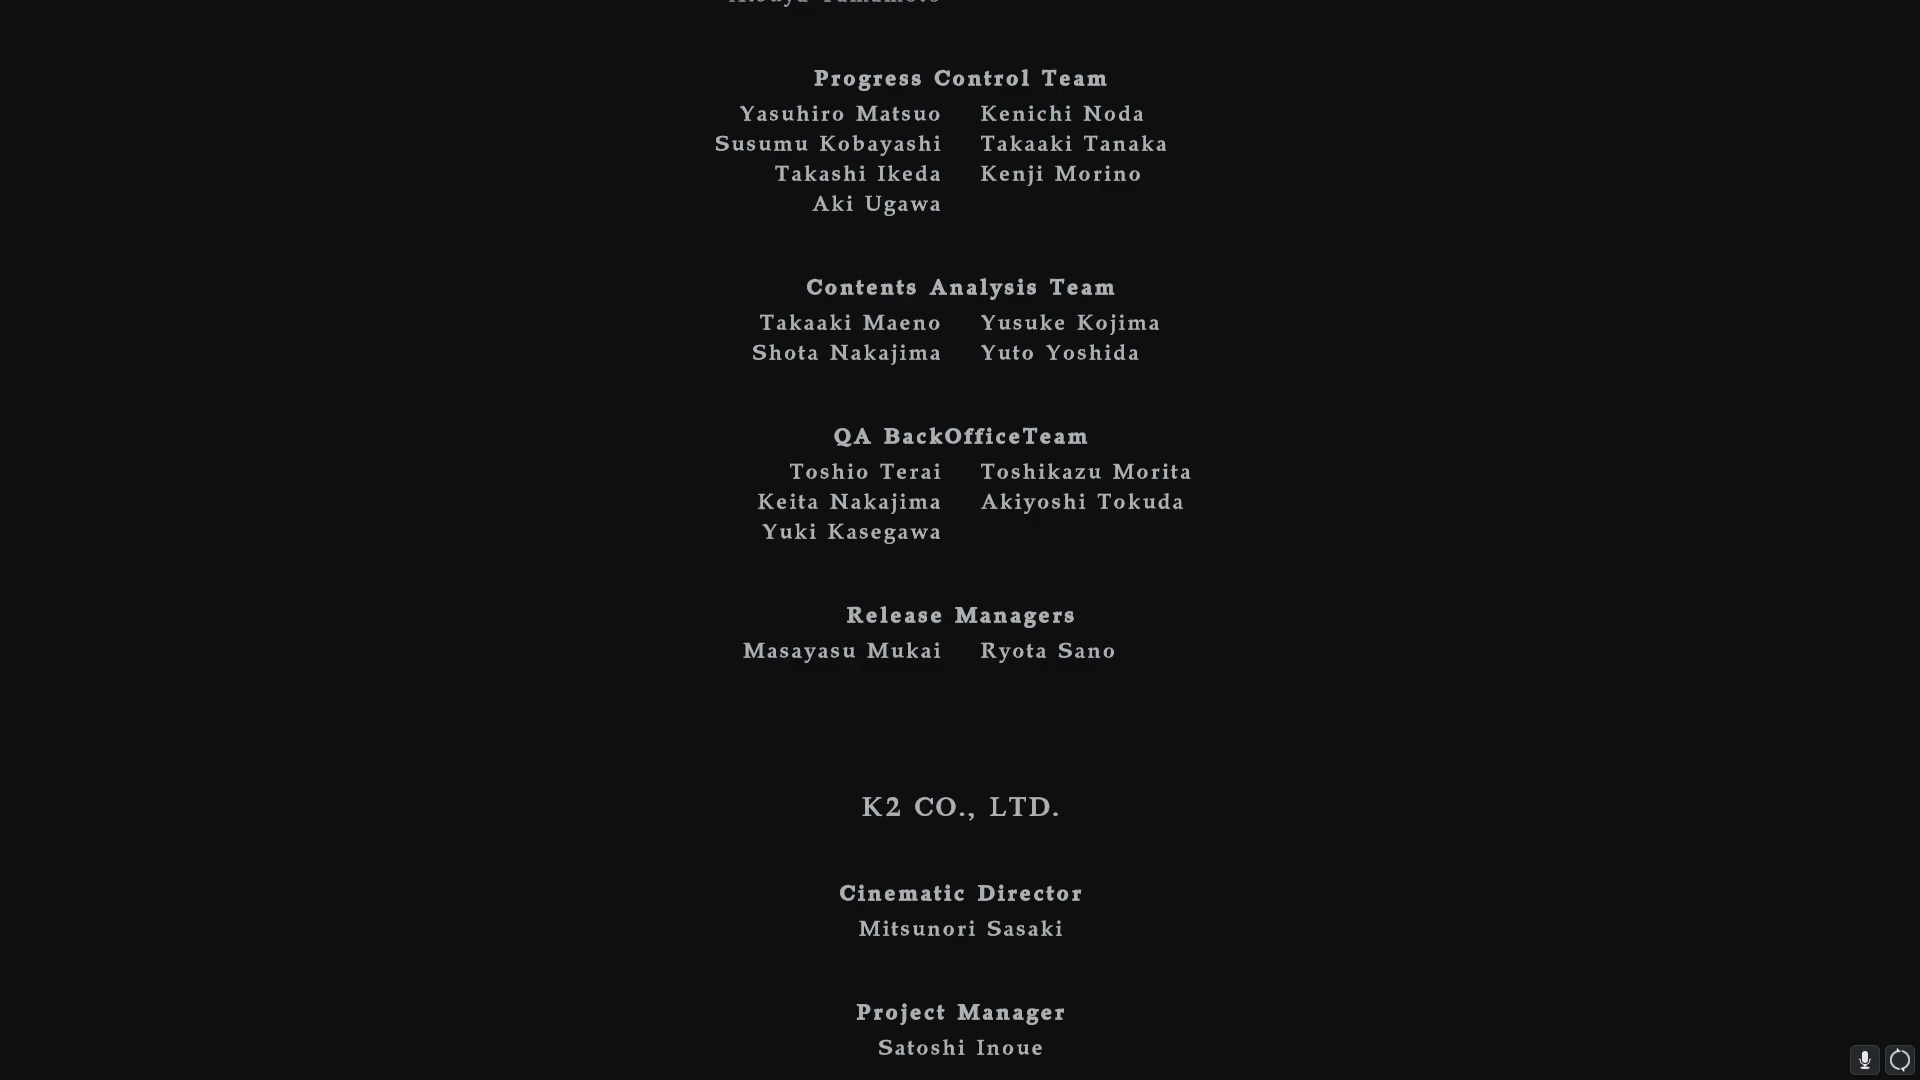 Progress Control Team
Yasuhiro Matsuo Kenichi Noda
Susumu Kobayashi Takaaki Tanaka
Takashi Ikeda Kenji Morino
Aki Ugawa
Contents Analysis Team
Takaaki Maeno Yusuke Kojima
Shota Nakajima Yuto Yoshida
QA BackOfficeTeam
Toshio Terai Toshikazu Morita
Keita Nakajima Akiyoshi Tokuda
Yuki Kasegawa
Release Managers
Masayasu Mukai Ryota Sano
K2 CO., LTD.
Cinematic Director
Mitsunori Sasaki
Project Manager
Satoshi Inoue